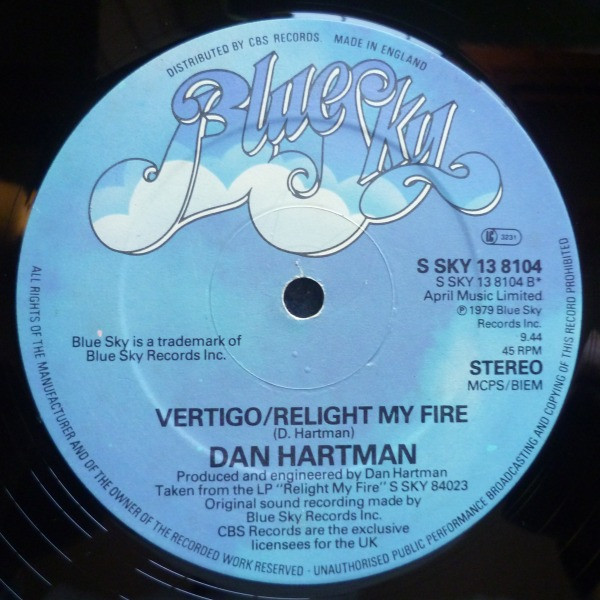 DISTRIBUTED BY CBS RECORDS. MADE IN ENGLAND
Blue Sky
LC 3231
S SKY 13 8104
S SKY 13 8104 B*
April Music Limited
℗ 1979 Blue Sky
Records Inc.
9.44
45 RPM
STEREO
MCPS/BIEM
Blue Sky is a trademark of
Blue Sky Records Inc.
VERTIGO/RELIGHT MY FIRE
(D. Hartman)
DAN HARTMAN
Produced and engineered by Dan Hartman
Taken from the LP "Relight My Fire" S SKY 84023
Original sound recording made by
Blue Sky Records Inc.
CBS Records are the exclusive
licensees for the UK
ALL RIGHTS OF THE MANUFACTURER AND OF THE OWNER OF THE RECORDED WORK RESERVED · UNAUTHORISED PUBLIC PERFORMANCE BROADCASTING AND COPYING OF THIS RECORD PROHIBITED